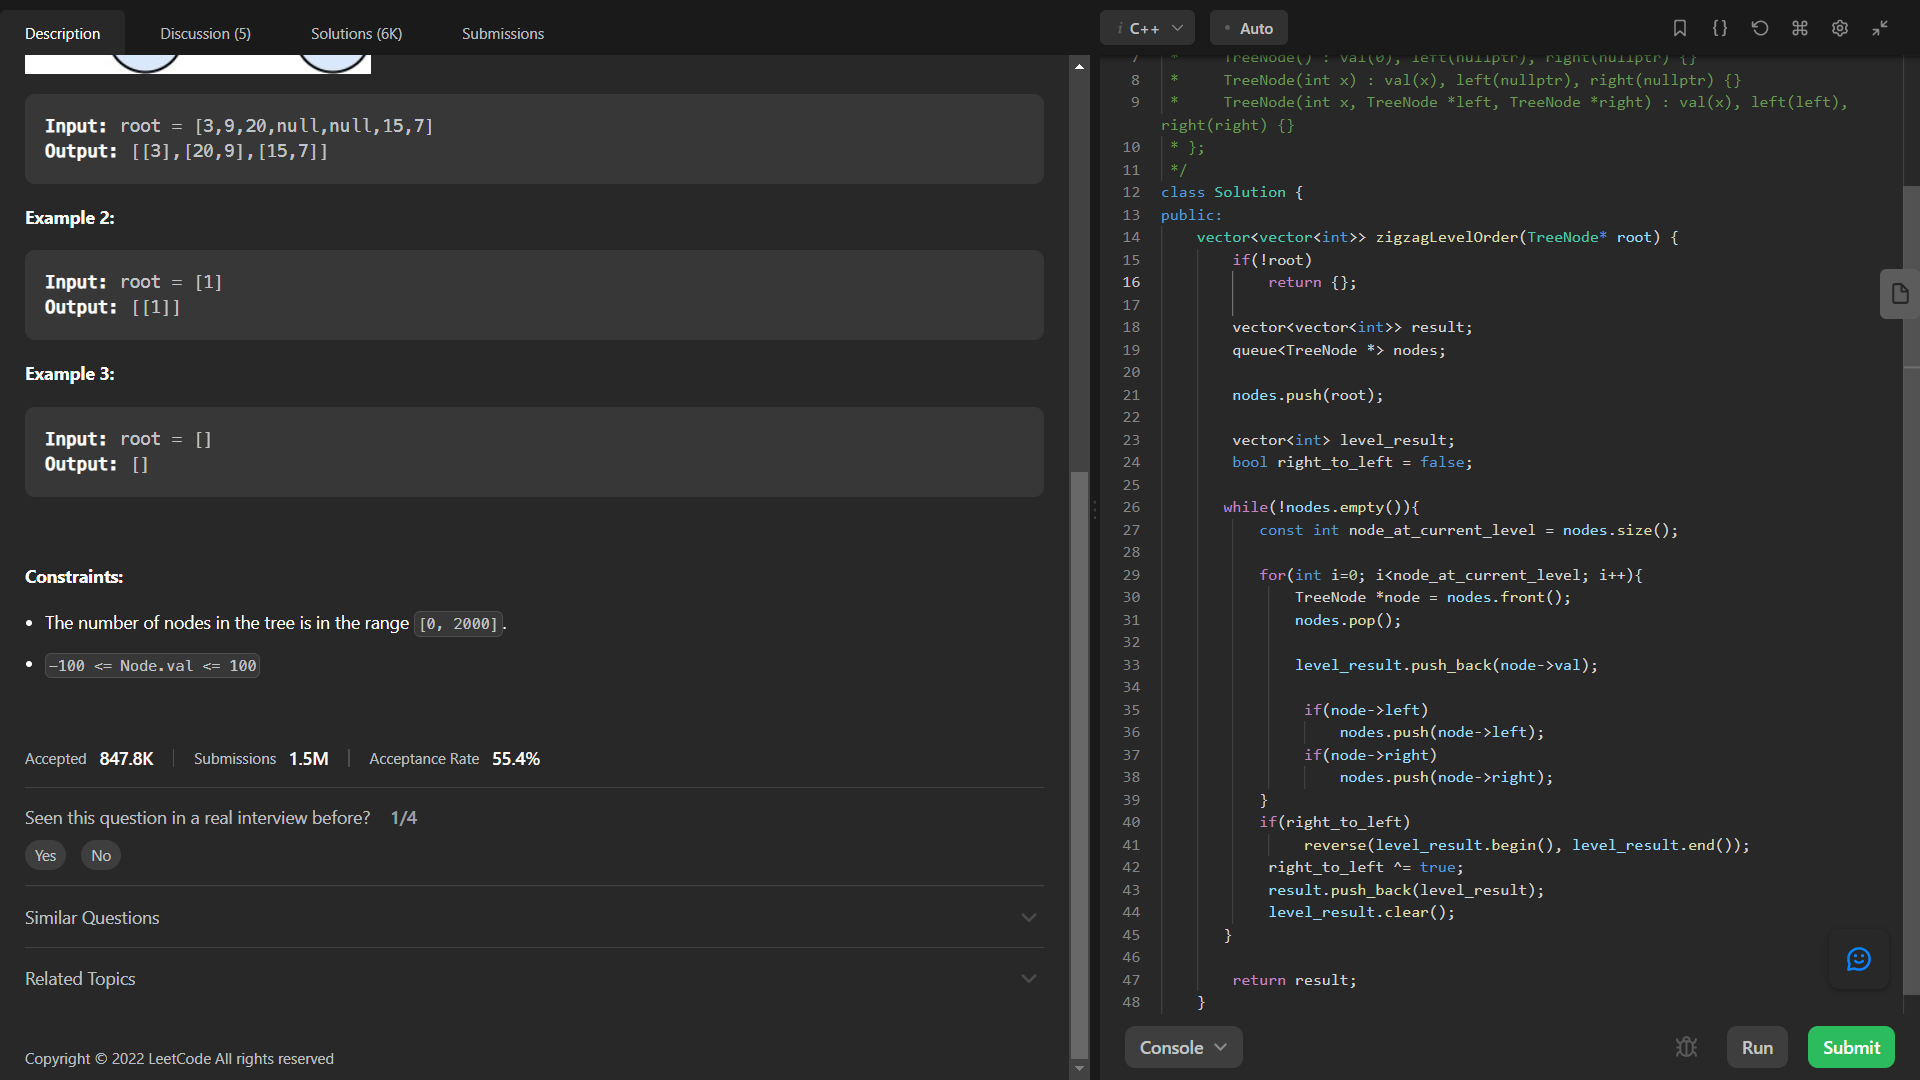 Description
Discussion (5)
Solutions (6K)
Submissions
Input: root = [3,9,20,null,null,15,7]
Output: [[3],[20,9],[15,7]]
Example 2:
Input: root = [1]
Output: [[1]]
Example 3:
Input: root = []
Output: []
Constraints:
• The number of nodes in the tree is in the range [0, 2000].
• -100 <= Node.val <= 100
Accepted 847.8K
Submissions 1.5M
Acceptance Rate 55.4%
Seen this question in a real interview before? 1/4
Yes
No
Similar Questions
Related Topics
Copyright © 2022 LeetCode All rights reserved
i C++
• Auto
7 * TreeNode() : val(0), left(nullptr), right(nullptr) {}
8 * TreeNode(int x) : val(x), left(nullptr), right(nullptr) {}
9 * TreeNode(int x, TreeNode *left, TreeNode *right) : val(x), left(left),
right(right) {}
10 * };
11 */
12 class Solution {
13 public:
14 vector<vector<int>> zigzagLevelOrder(TreeNode* root) {
15 if(!root)
16 return {};
17
18 vector<vector<int>> result;
19 queue<TreeNode *> nodes;
20
21 nodes.push(root);
22
23 vector<int> level_result;
24 bool right_to_left = false;
25
26 while(!nodes.empty()){
27 const int node_at_current_level = nodes.size();
28
29 for(int i=0; i<node_at_current_level; i++){
30 TreeNode *node = nodes.front();
31 nodes.pop();
32
33 level_result.push_back(node->val);
34
35 if(node->left)
36 nodes.push(node->left);
37 if(node->right)
38 nodes.push(node->right);
39 }
40 if(right_to_left)
41 reverse(level_result.begin(), level_result.end());
42 right_to_left ^= true;
43 result.push_back(level_result);
44 level_result.clear();
45 }
46
47 return result;
48 }
Console
Run
Submit